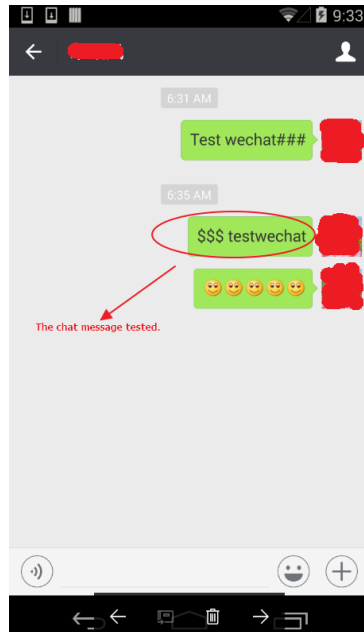 9:33
6:31 AM
Test wechat###
6:35 AM
$$$ testwechat
The chat message tested.